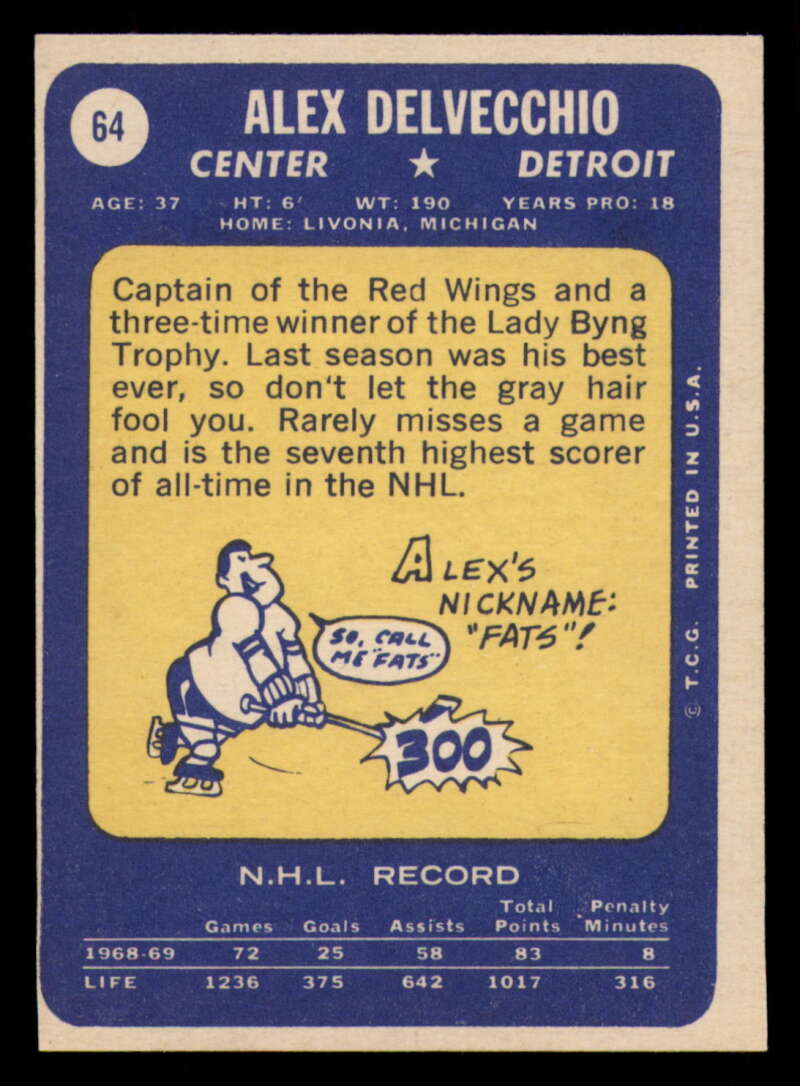 64
ALEX DELVECCHIO
CENTER ★ DETROIT
AGE: 37 HT: 6' WT: 190 YEARS PRO: 18
HOME: LIVONIA, MICHIGAN
Captain of the Red Wings and a
three-time winner of the Lady Byng
Trophy. Last season was his best
ever, so don't let the gray hair
fool you. Rarely misses a game
and is the seventh highest scorer
of all-time in the NHL.
ALEX'S
NICKNAME:
"FATS"!
SO, CALL
ME "FATS"
300
© T.C.G. PRINTED IN U.S.A.
N.H.L. RECORD
Games Goals Assists Total Points Penalty Minutes
1968-69 72 25 58 83 8
LIFE 1236 375 642 1017 316